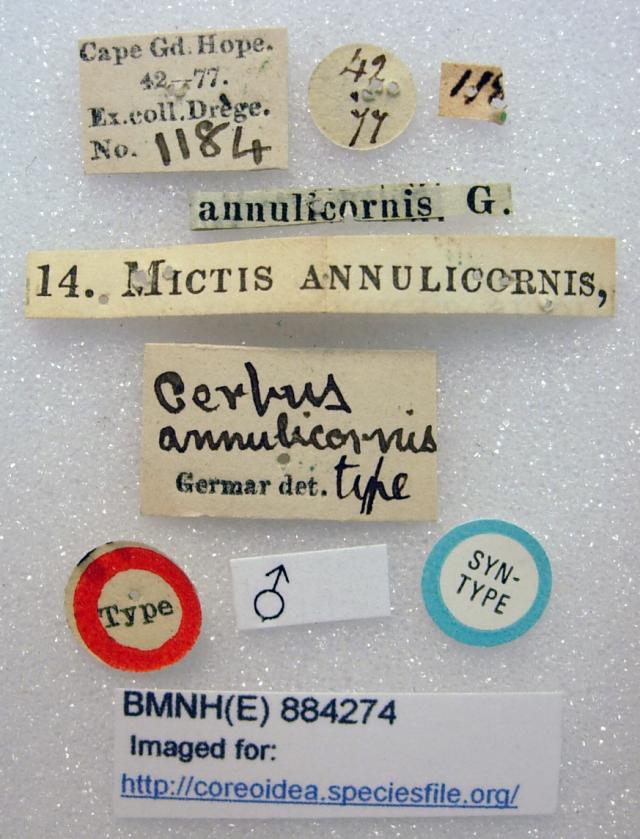 Cape Gd. Hope.
42—77.
Ex.coll.Drège.
No. 1184
42
77
118
annulicornis G.
14. MICTIS ANNULICORNIS,
Cerbus
annulicornis
Germar det. type
Type
♂
SYN-
TYPE
BMNH(E) 884274
Imaged for:
http://coreoidea.speciesfile.org/